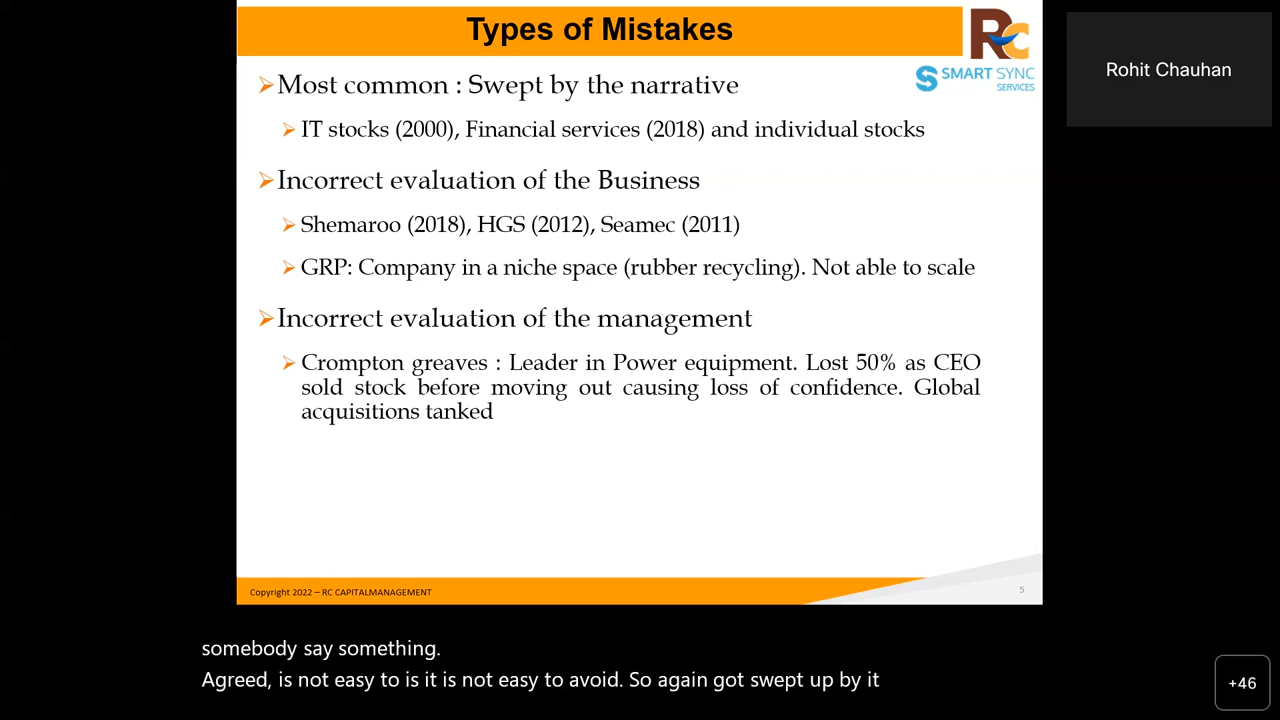 Types of Mistakes
Rc
SMART SYNC
SERVICES
Rohit Chauhan
➢Most common : Swept by the narrative
➢IT stocks (2000), Financial services (2018) and individual stocks
➢Incorrect evaluation of the Business
➢Shemaroo (2018), HGS (2012), Seamec (2011)
➢GRP: Company in a niche space (rubber recycling). Not able to scale
➢Incorrect evaluation of the management
➢Crompton greaves : Leader in Power equipment. Lost 50% as CEO
sold stock before moving out causing loss of confidence. Global
acquisitions tanked
Copyright 2022 – RC CAPITALMANAGEMENT
5
somebody say something.
Agreed, is not easy to is it is not easy to avoid. So again got swept up by it
+46